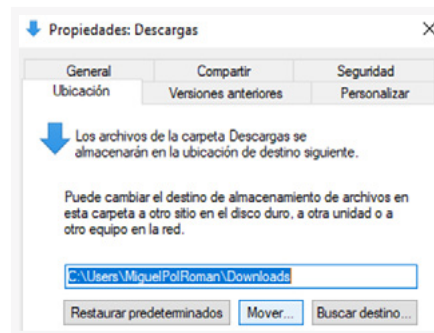 Propiedades: Descargas
General Compartir Seguridad
Ubicación Versiones anteriores Personalizar
Los archivos de la carpeta Descargas se
almacenarán en la ubicación de destino siguiente.
Puede cambiar el destino de almacenamiento de archivos en
esta carpeta a otro sitio en el disco duro, a otra unidad o a
otro equipo en la red.
C:\Users\MiguelPolRoman\Downloads
Restaurar predeterminados Mover... Buscar destino...